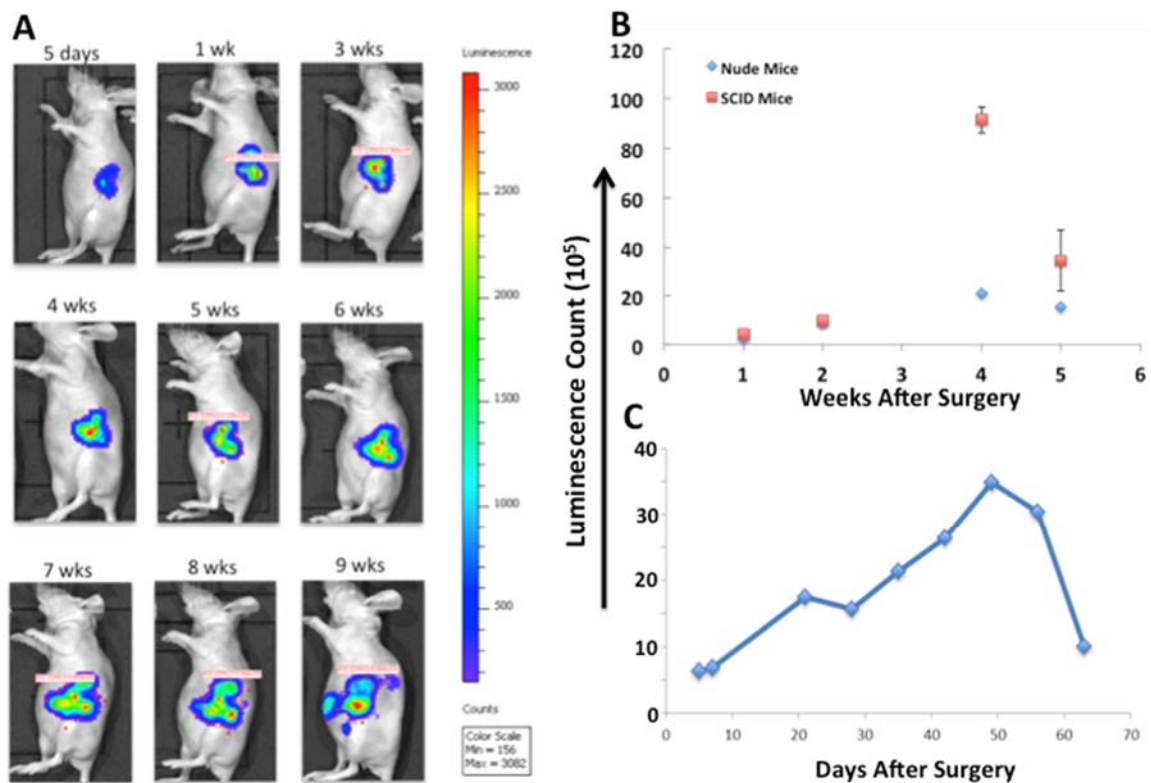 A
5 days
1 wk
3 wks
4 wks
5 wks
6 wks
7 wks
8 wks
9 wks
Luminescence
3000
2500
2000
1500
1000
500
Counts
Color Scale
Min = 156
Max = 3082
B
120
100
80
60
40
20
0
Nude Mice
SCID Mice
0 1 2 3 4 5 6
Weeks After Surgery
Luminescence Count (10⁵)
C
40
30
20
10
0
0 10 20 30 40 50 60 70
Days After Surgery